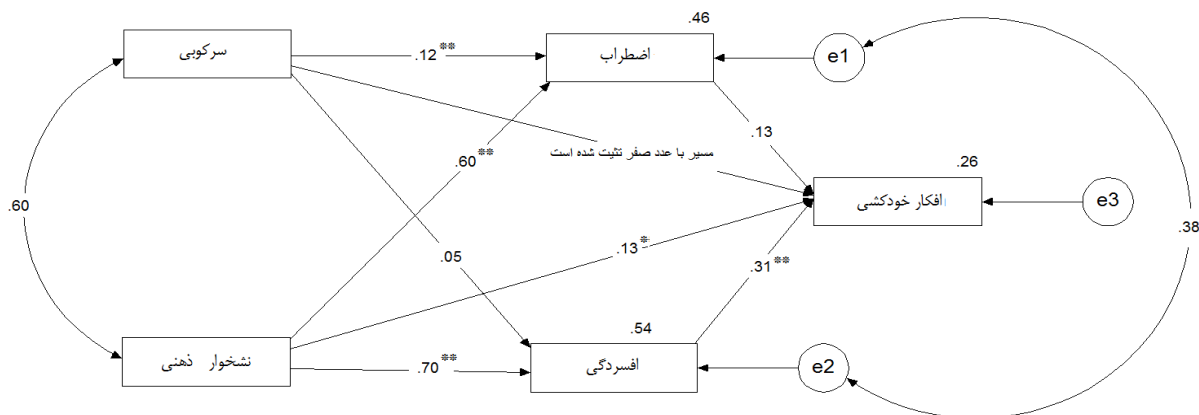 .46
سرکوبی
.12**
اضطراب
e1
.13
.60**
مسیر با عدد صفر تثبیت شده است
.26
.60
افکار خودکشی
e3
.38
.13*
.05
.31**
.54
نشخوار ذهنی
.70**
افسردگی
e2